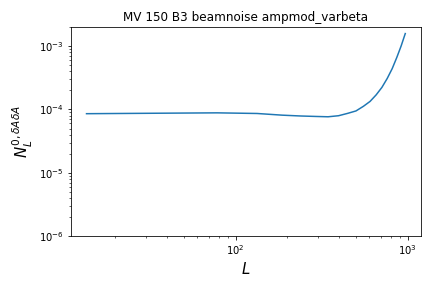 MV 150 B3 beamnoise ampmod_varbeta
10⁻³
10⁻⁴
10⁻⁵
10⁻⁶
N_L^{0, δAδA}
10²
10³
L